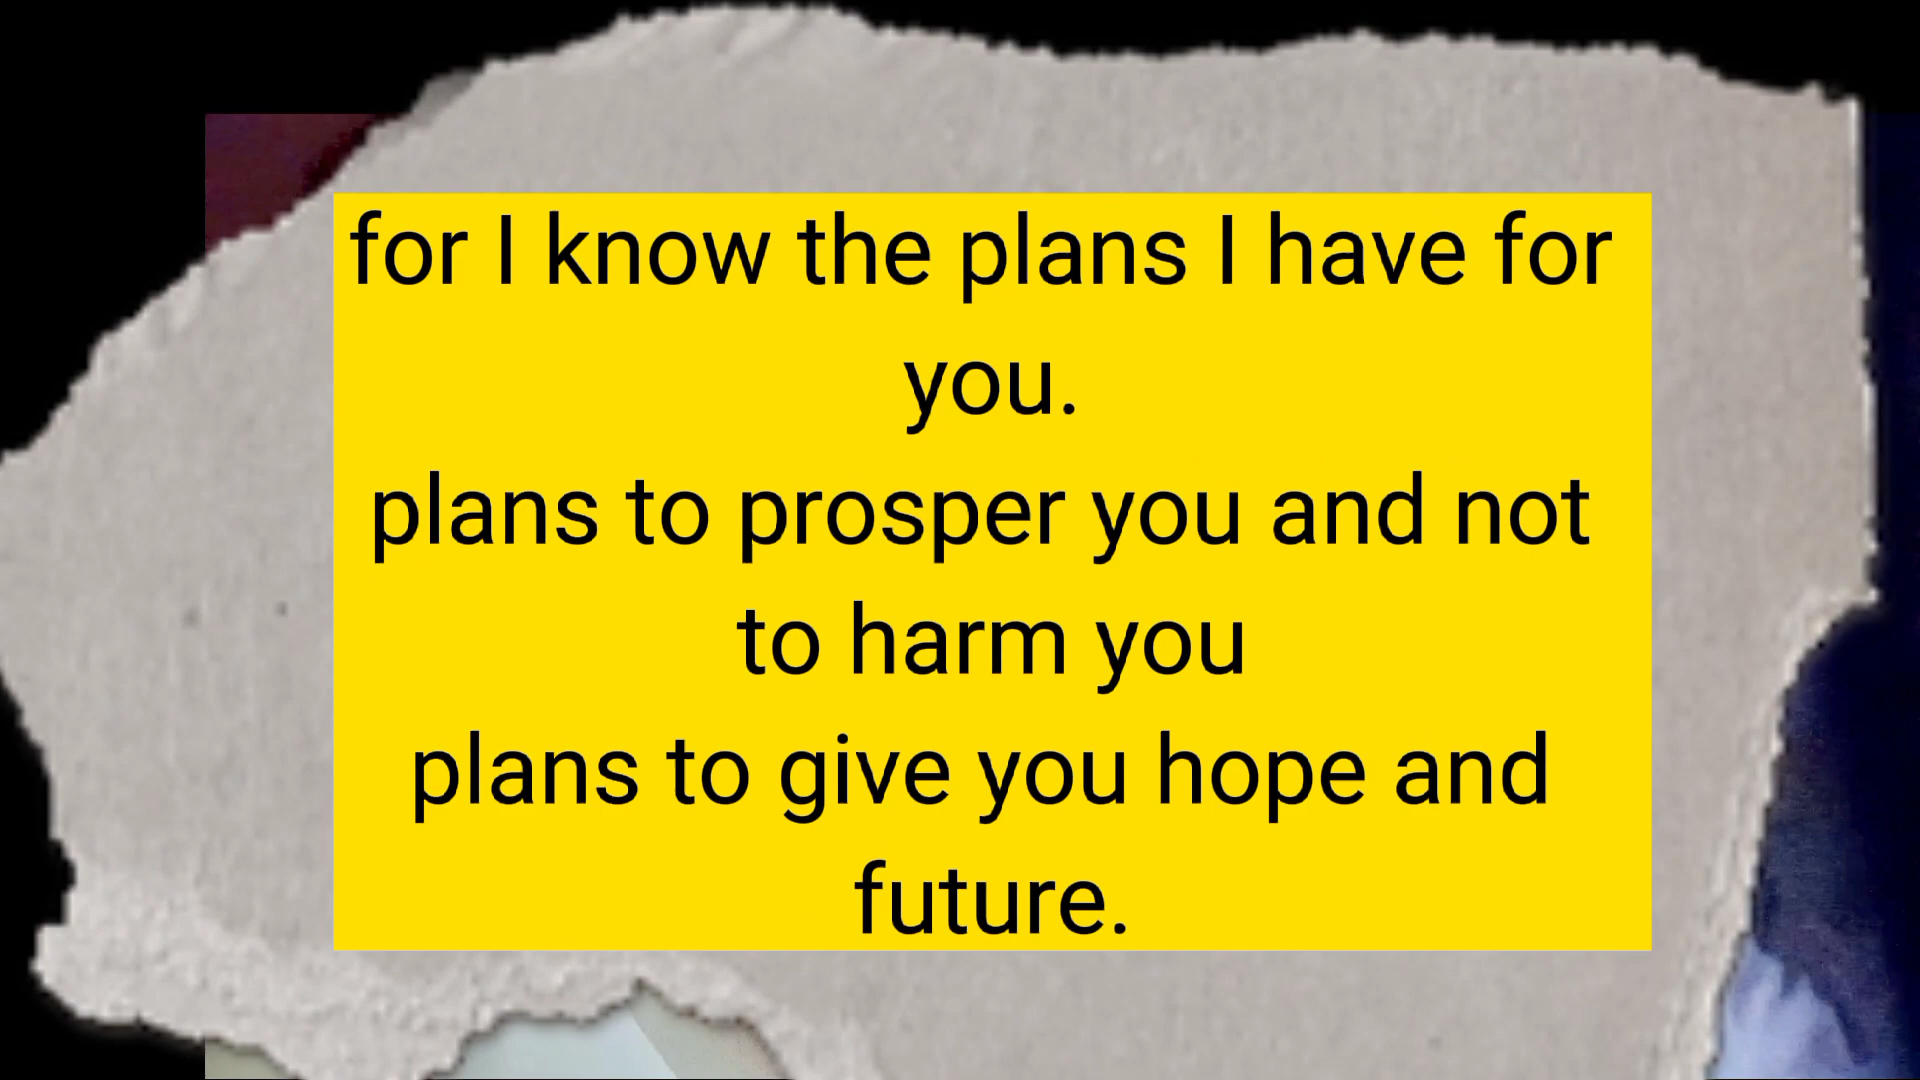 for I know the plans I have for
you.
plans to prosper you and not
to harm you
plans to give you hope and
future.